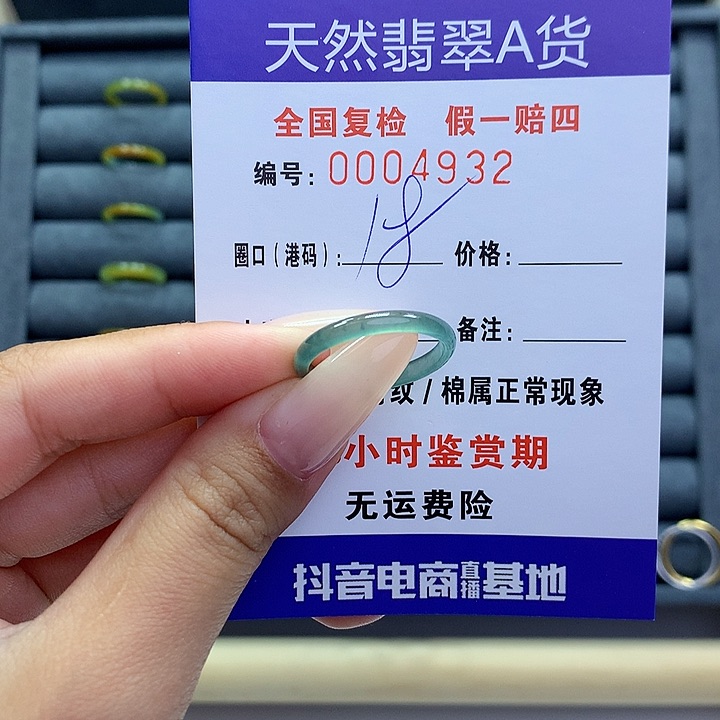 天然翡翠A货
全国复检 假一赔四
编号: 0004932
圈口(港码): 18 价格:
备注:
纹/棉属正常现象
小时鉴赏期
无运费险
抖音电商直播基地